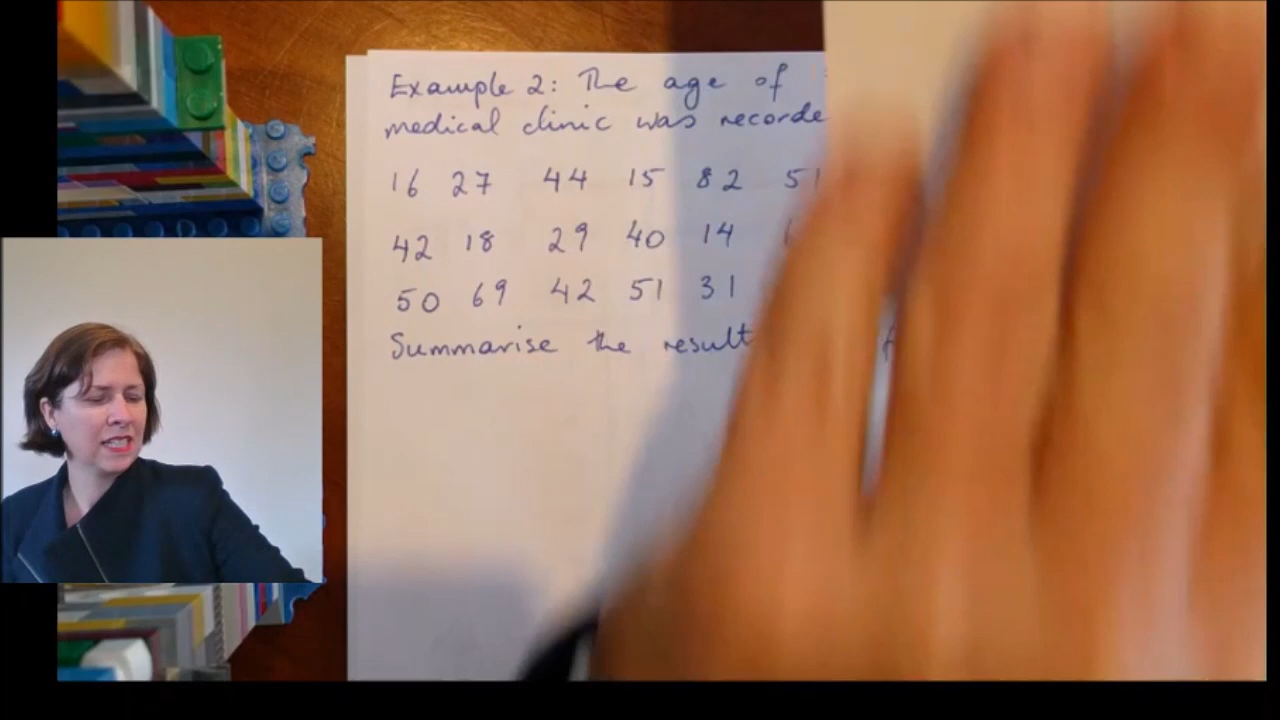 Example 2: The age of
medical clinic was recorde
16 27 44 15 82 51
42 18 29 40 14
50 69 42 51 31
Summarise the result